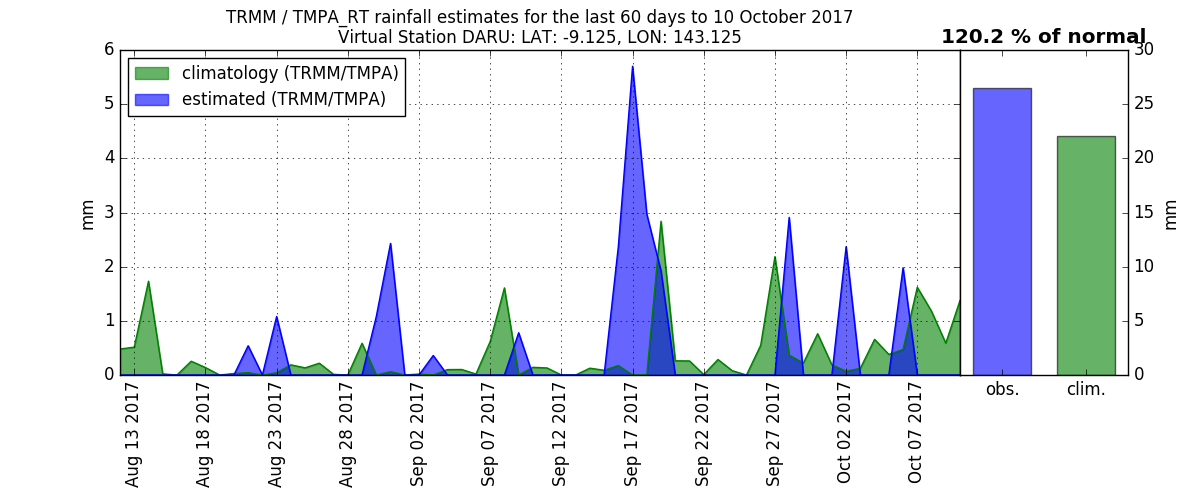 TRMM / TMPA_RT rainfall estimates for the last 60 days to 10 October 2017
Virtual Station DARU: LAT: -9.125, LON: 143.125
120.2 % of normal
climatology (TRMM/TMPA)
estimated (TRMM/TMPA)
6
5
4
3
2
1
0
mm
30
25
20
15
10
5
0
mm
Aug 13 2017
Aug 18 2017
Aug 23 2017
Aug 28 2017
Sep 02 2017
Sep 07 2017
Sep 12 2017
Sep 17 2017
Sep 22 2017
Sep 27 2017
Oct 02 2017
Oct 07 2017
obs.
clim.